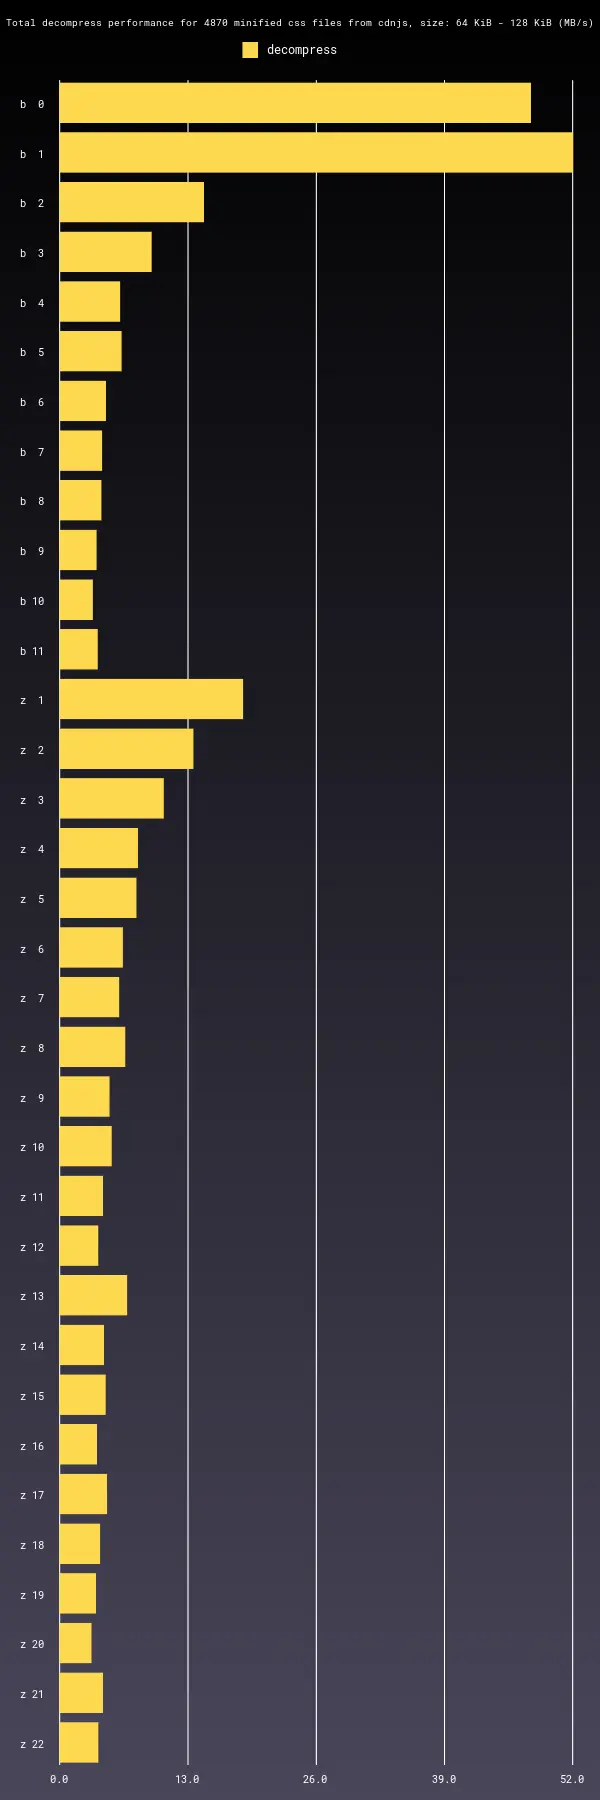 Total decompress performance for 4870 minified css files from cdnjs, size: 64 KiB - 128 KiB (MB/s)
decompress
b 0
b 1
b 2
b 3
b 4
b 5
b 6
b 7
b 8
b 9
b 10
b 11
z 1
z 2
z 3
z 4
z 5
z 6
z 7
z 8
z 9
z 10
z 11
z 12
z 13
z 14
z 15
z 16
z 17
z 18
z 19
z 20
z 21
z 22
0.0 13.0 26.0 39.0 52.0